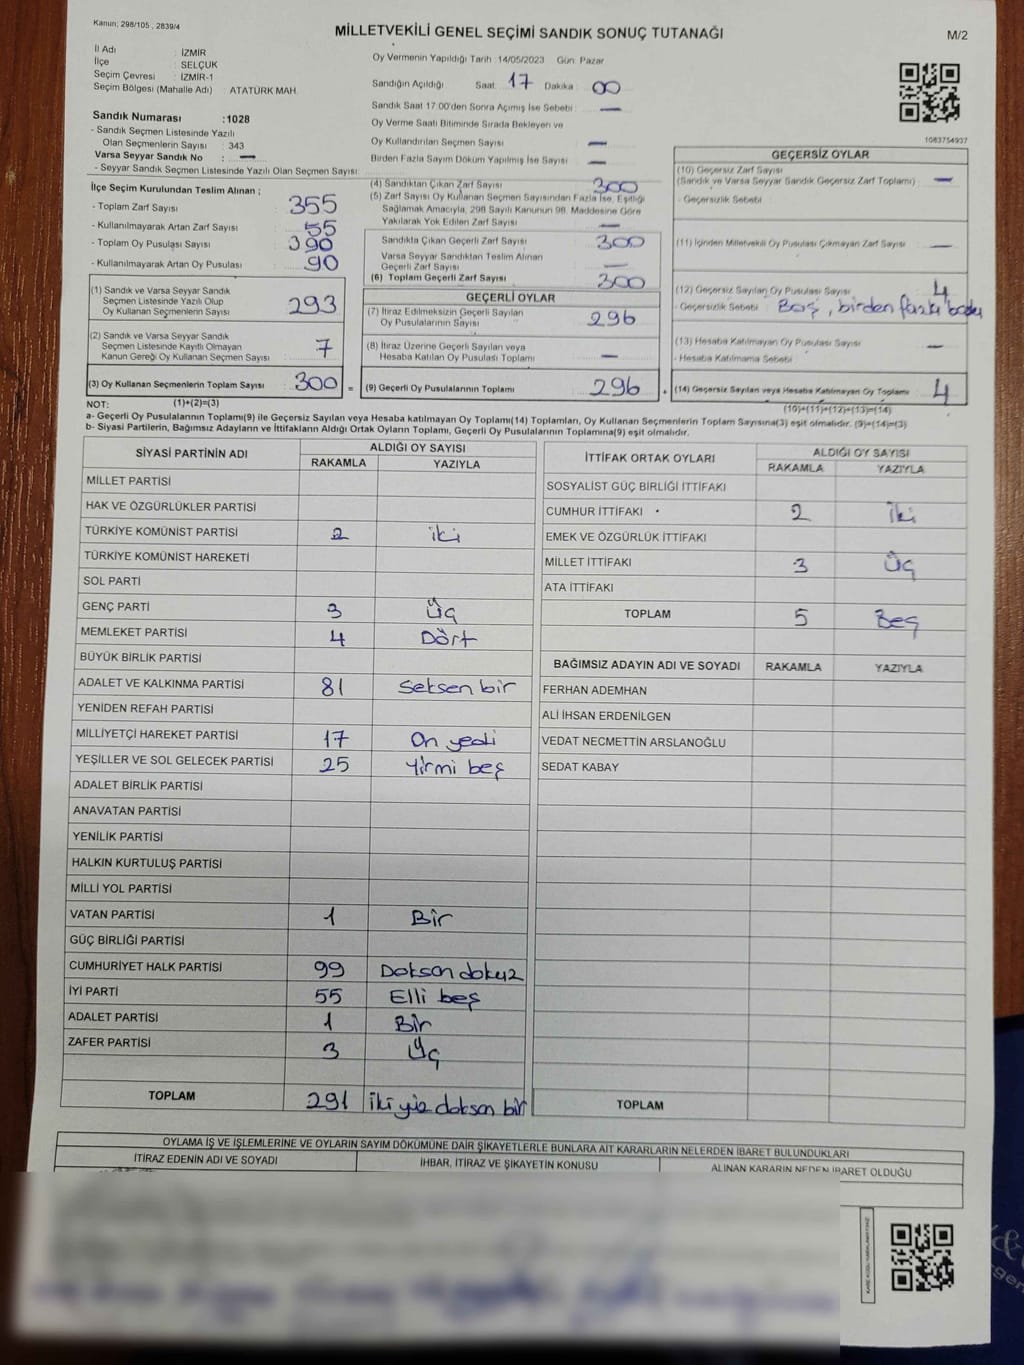 Kanun; 298/105 , 2839/4
MİLLETVEKİLİ GENEL SEÇİMİ SANDIK SONUÇ TUTANAĞI
M/2
İl Adı : İZMİR
İlçe : SELÇUK
Seçim Çevresi : İZMİR-1
Seçim Bölgesi (Mahalle Adı) : ATATÜRK MAH.
Oy Vermenin Yapıldığı Tarih : 14/05/2023 Gün: Pazar
Sandığın Açıldığı Saat 17 Dakika 00
Sandık Saat 17:00'den Sonra Açımış İse Sebebi : —
Oy Verme Saati Bitiminde Sırada Bekleyen ve
Oy Kullandırılan Seçmen Sayısı : —
Birden Fazla Sayım Döküm Yapılmış İse Sayısı : —
Sandık Numarası :1028
- Sandık Seçmen Listesinde Yazılı
Olan Seçmenlerin Sayısı : 343
Varsa Seyyar Sandık No : —
- Seyyar Sandık Seçmen Listesinde Yazılı Olan Seçmen Sayısı:
İlçe Seçim Kurulundan Teslim Alınan ;
- Toplam Zarf Sayısı : 355
- Kullanılmayarak Artan Zarf Sayısı : 55
- Toplam Oy Pusulası Sayısı : 390
- Kullanılmayarak Artan Oy Pusulası : 90
(1) Sandık ve Varsa Seyyar Sandık
Seçmen Listesinde Yazılı Olup
Oy Kullanan Seçmenlerin Sayısı : 293
(2) Sandık ve Varsa Seyyar Sandık
Seçmen Listesinde Kayıtlı Olmayan
Kanun Gereği Oy Kullanan Seçmen Sayısı : 7
(3) Oy Kullanan Seçmenlerin Toplam Sayısı : 300 =
(4) Sandıktan Çıkan Zarf Sayısı 300
(5) Zarf Sayısı Oy Kullanan Seçmen Sayısından Fazla İse, Eşitliği
Sağlamak Amacıyla, 298 Sayılı Kanunun 98. Maddesine Göre
Yakılarak Yok Edilen Zarf Sayısı : —
Sandıkta Çıkan Geçerli Zarf Sayısı : 300
Varsa Seyyar Sandıktan Teslim Alınan
Geçerli Zarf Sayısı : —
(6) Toplam Geçerli Zarf Sayısı : 300
GEÇERLİ OYLAR
(7) İtiraz Edilmeksizin Geçerli Sayılan
Oy Pusulalarının Sayısı : 296
(8) İtiraz Üzerine Geçerli Sayılan veya
Hesaba Katılan Oy Pusulası Toplamı : —
(9) Geçerli Oy Pusulalarının Toplamı : 296 +
1083754937
GEÇERSİZ OYLAR
(10) Geçersiz Zarf Sayısı
(Sandık ve Varsa Seyyar Sandık Geçersiz Zarf Toplamı) : —
- Geçersizlik Sebebi :
(11) İçinden Milletvekili Oy Pusulası Çıkmayan Zarf Sayısı : —
(12) Geçersiz Sayılan Oy Pusulası Sayısı : 4
- Geçersizlik Sebebi : Boş, birden fazla
(13) Hesaba Katılmayan Oy Pusulası Sayısı : —
- Hesaba Katılmama Sebebi :
(14) Geçersiz Sayılan veya Hesaba Katılmayan Oy Toplamı : 4
NOT: (1)+(2)=(3) (10)+(11)+(12)+(13)=(14)
a- Geçerli Oy Pusulalarının Toplamı(9) ile Geçersiz Sayılan veya Hesaba katılmayan Oy Toplamı(14) Toplamları, Oy Kullanan Seçmenlerin Toplam Sayısına(3) eşit olmalıdır. (9)+(14)=(3)
b- Siyasi Partilerin, Bağımsız Adayların ve İttifakların Aldığı Ortak Oyların Toplamı, Geçerli Oy Pusulalarının Toplamına(9) eşit olmalıdır.
SİYASİ PARTİNİN ADI ALDIĞI OY SAYISI
RAKAMLA YAZIYLA
MİLLET PARTİSİ
HAK VE ÖZGÜRLÜKLER PARTİSİ
TÜRKİYE KOMÜNİST PARTİSİ 2 iki
TÜRKİYE KOMÜNİST HAREKETİ
SOL PARTİ
GENÇ PARTİ 3 Üç
MEMLEKET PARTİSİ 4 Dört
BÜYÜK BİRLİK PARTİSİ
ADALET VE KALKINMA PARTİSİ 81 Seksen bir
YENİDEN REFAH PARTİSİ
MİLLİYETÇİ HAREKET PARTİSİ 17 On yedi
YEŞİLLER VE SOL GELECEK PARTİSİ 25 Yirmi beş
ADALET BİRLİK PARTİSİ
ANAVATAN PARTİSİ
YENİLİK PARTİSİ
HALKIN KURTULUŞ PARTİSİ
MİLLİ YOL PARTİSİ
VATAN PARTİSİ 1 Bir
GÜÇ BİRLİĞİ PARTİSİ
CUMHURİYET HALK PARTİSİ 99 Doksan dokuz
İYİ PARTİ 55 Elli beş
ADALET PARTİSİ 1 Bir
ZAFER PARTİSİ 3 Üç
TOPLAM 291 iki yüz doksan bir
İTTİFAK ORTAK OYLARI ALDIĞI OY SAYISI
RAKAMLA YAZIYLA
SOSYALİST GÜÇ BİRLİĞİ İTTİFAKI
CUMHUR İTTİFAKI 2 İki
EMEK VE ÖZGÜRLÜK İTTİFAKI
MİLLET İTTİFAKI 3 Üç
ATA İTTİFAKI
TOPLAM 5 Beş
BAĞIMSIZ ADAYIN ADI VE SOYADI RAKAMLA YAZIYLA
FERHAN ADEMHAN
ALİ İHSAN ERDENİLGEN
VEDAT NECMETTİN ARSLANOĞLU
SEDAT KABAY
TOPLAM
OYLAMA İŞ VE İŞLEMLERİNE VE OYLARIN SAYIM DÖKÜMÜNE DAİR ŞİKAYETLERLE BUNLARA AİT KARARLARIN NELERDEN İBARET BULUNDUKLARI
İTİRAZ EDENİN ADI VE SOYADI İHBAR, İTİRAZ VE ŞİKAYETİN KONUSU ALINAN KARARIN NEDEN İBARET OLDUĞU